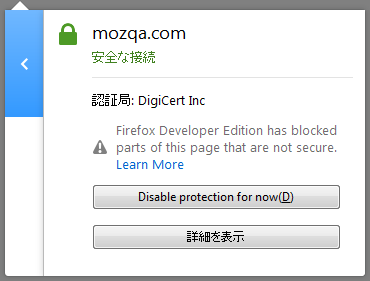 mozqa.com
安全な接続
認証局: DigiCert Inc
Firefox Developer Edition has blocked
parts of this page that are not secure.
Learn More
Disable protection for now(D)
詳細を表示